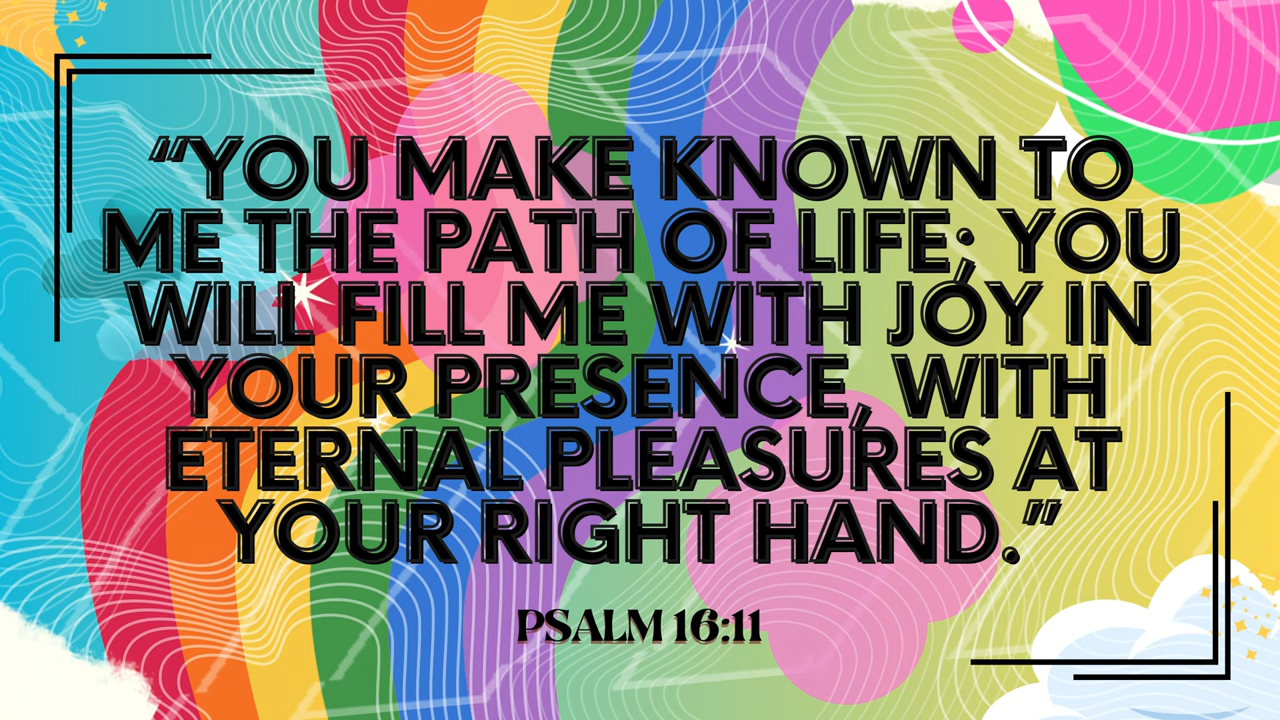 “YOU MAKE KNOWN TO
ME THE PATH OF LIFE; YOU
WILL FILL ME WITH JOY IN
YOUR PRESENCE, WITH
ETERNAL PLEASURES AT
YOUR RIGHT HAND.”
PSALM 16:11